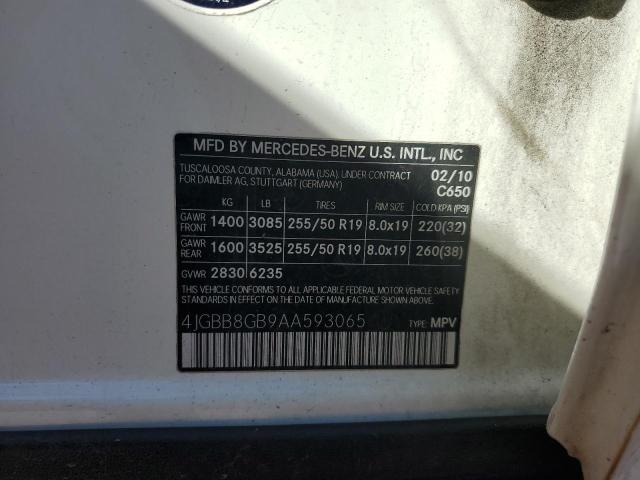 MFD BY MERCEDES-BENZ U.S. INTL., INC
TUSCALOOSA COUNTY, ALABAMA (USA), UNDER CONTRACT 02/10
FOR DAIMLER AG, STUTTGART (GERMANY) C650
KG LB TIRES RIM SIZE COLD KPA (PSI)
GAWR FRONT 1400 3085 255/50 R19 8.0x19 220(32)
GAWR REAR 1600 3525 255/50 R19 8.0x19 260(38)
GVWR 2830 6235
THIS VEHICLE CONFORMS TO ALL APPLICABLE FEDERAL MOTOR VEHICLE SAFETY
STANDARDS IN EFFECT ON THE DATE OF MANUFACTURE SHOWN ABOVE.
4JGBB8GB9AA593065 TYPE: MPV